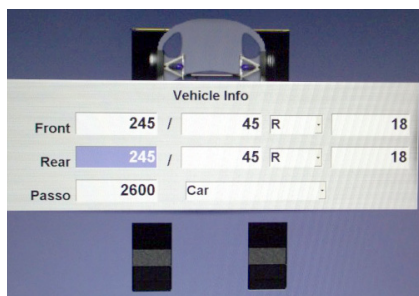 Vehicle Info
Front 245 / 45 R 18
Rear 245 / 45 R 18
Passo 2600 Car